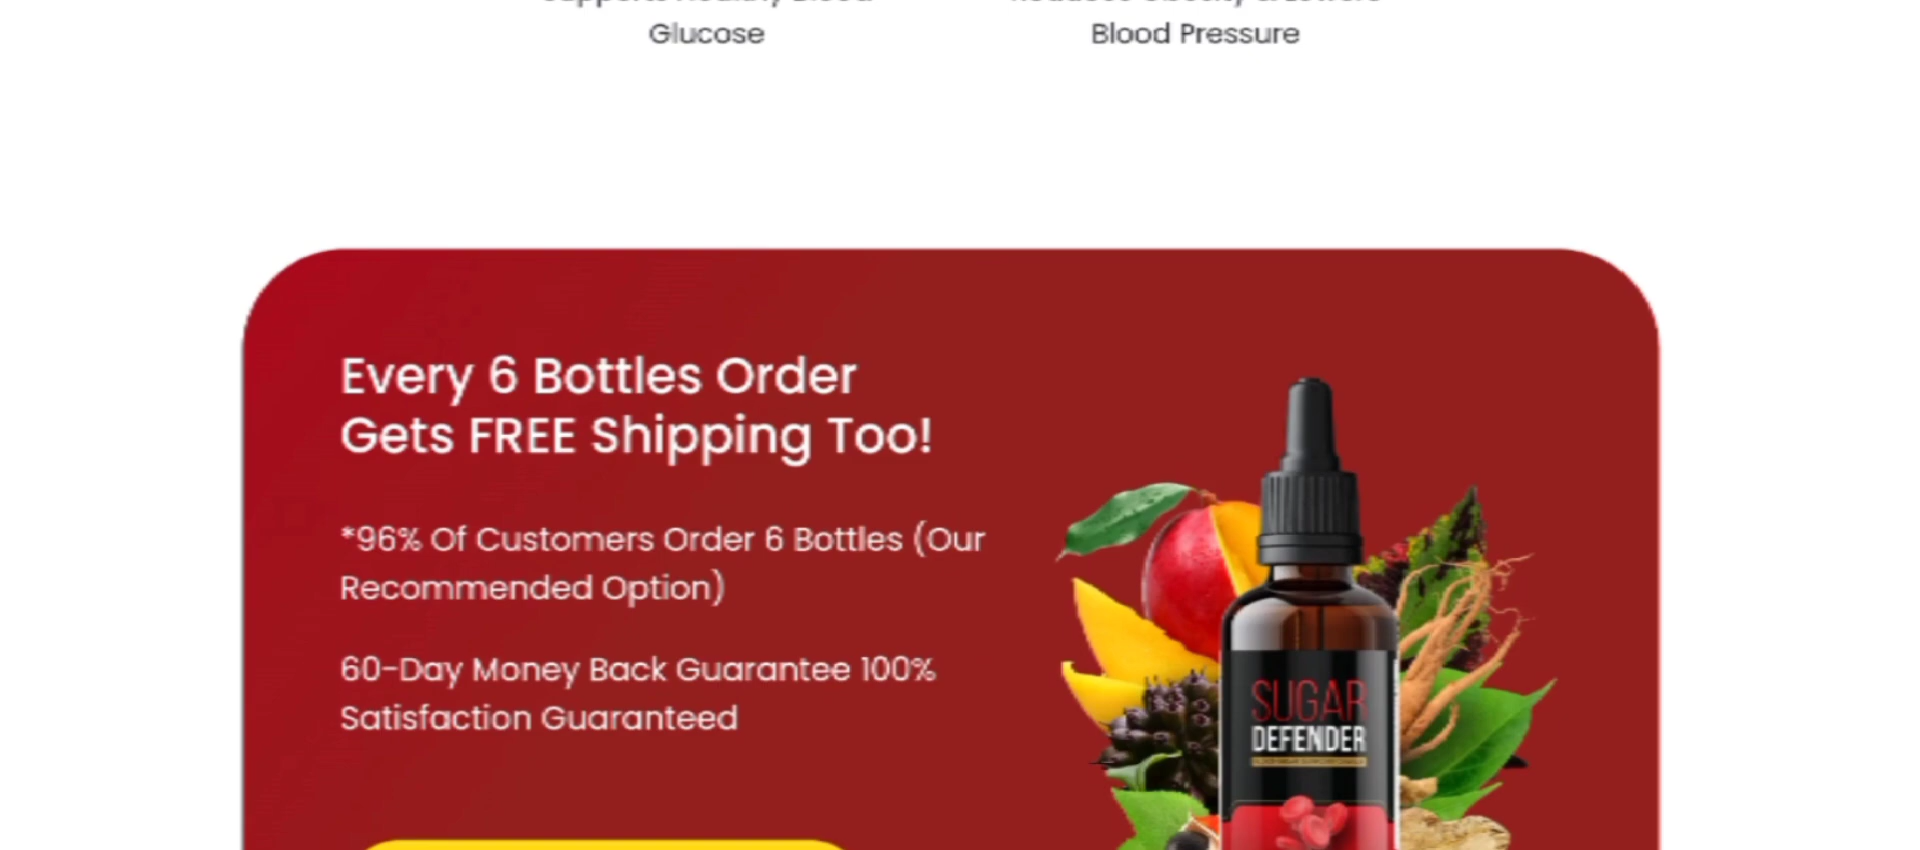 Glucose
Blood Pressure
Every 6 Bottles Order
Gets FREE Shipping Too!
*96% Of Customers Order 6 Bottles (Our
Recommended Option)
60-Day Money Back Guarantee 100%
Satisfaction Guaranteed
SUGAR
DEFENDER